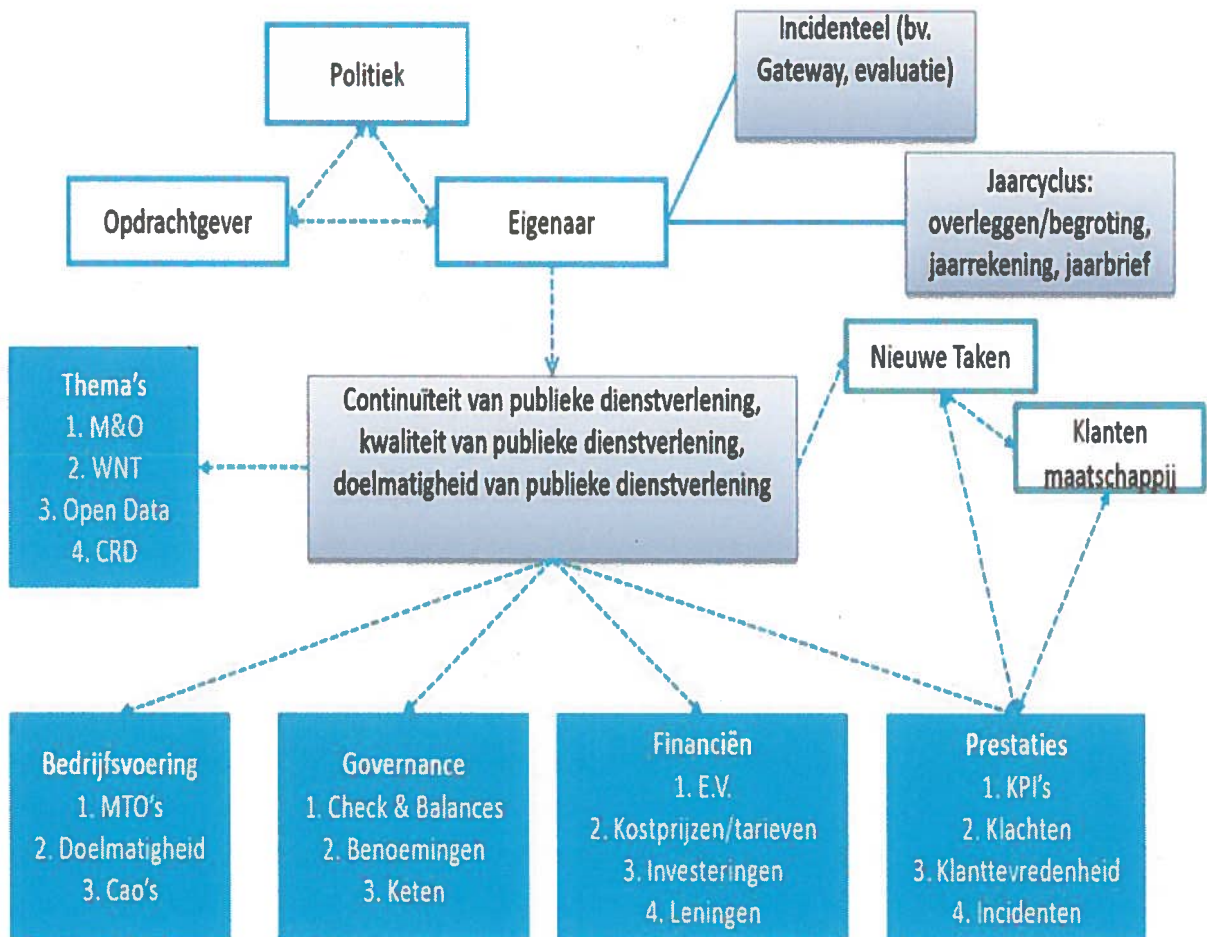 Incidenteel (bv.
Gateway, evaluatie)
Politiek
Opdrachtgever
Eigenaar
Jaarcyclus:
overleggen/begroting,
jaarrekening, jaarbrief
Nieuwe Taken
Klanten
maatschappij
Thema's
1. M&O
2. WNT
3. Open Data
4. CRD
Continuïteit van publieke dienstverlening,
kwaliteit van publieke dienstverlening,
doelmatigheid van publieke dienstverlening
Bedrijfsvoering
1. MTO's
2. Doelmatigheid
3. Cao's
Governance
1. Check & Balances
2. Benoemingen
3. Keten
Financiën
1. E.V.
2. Kostprijzen/tarieven
3. Investeringen
4. Leningen
Prestaties
1. KPI's
2. Klachten
3. Klanttevredenheid
4. Incidenten